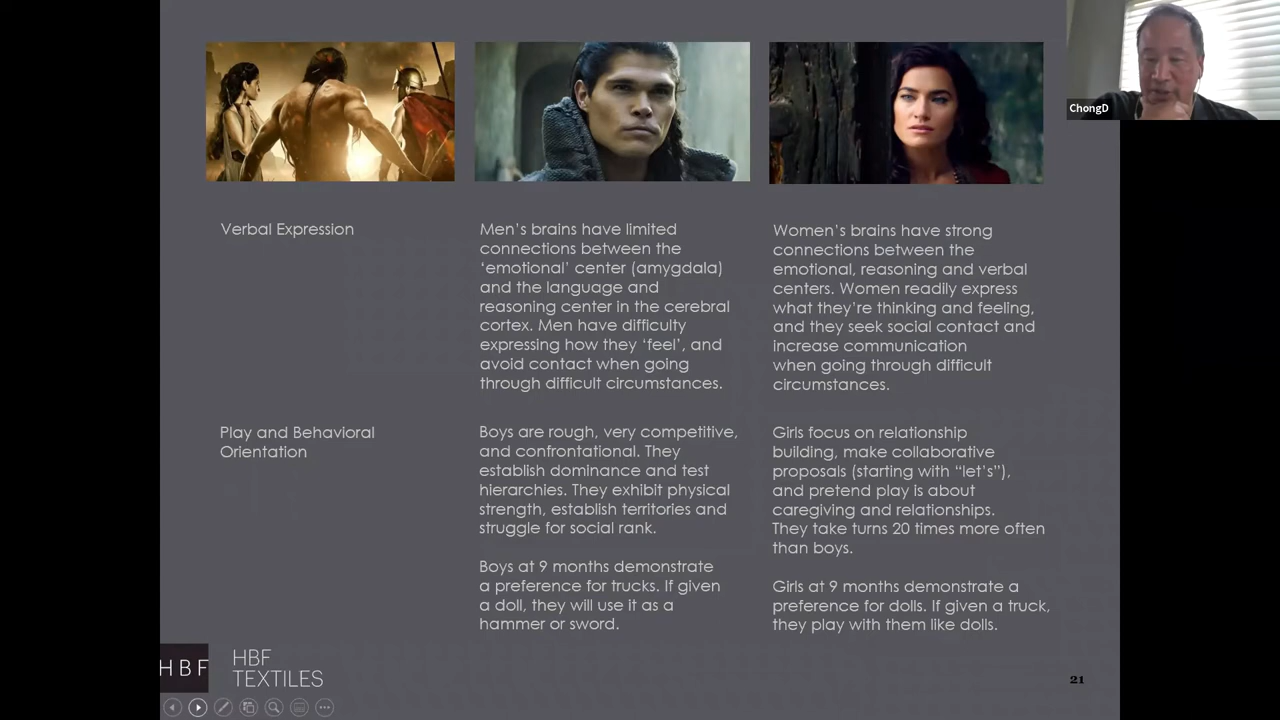 ChongD
Verbal Expression
Men’s brains have limited
connections between the
‘emotional’ center (amygdala)
and the language and
reasoning center in the cerebral
cortex. Men have difficulty
expressing how they ‘feel’, and
avoid contact when going
through difficult circumstances.
Women’s brains have strong
connections between the
emotional, reasoning and verbal
centers. Women readily express
what they’re thinking and feeling,
and they seek social contact and
increase communication
when going through difficult
circumstances.
Play and Behavioral
Orientation
Boys are rough, very competitive,
and confrontational. They
establish dominance and test
hierarchies. They exhibit physical
strength, establish territories and
struggle for social rank.
Boys at 9 months demonstrate
a preference for trucks. If given
a doll, they will use it as a
hammer or sword.
Girls focus on relationship
building, make collaborative
proposals (starting with “let’s”),
and pretend play is about
caregiving and relationships.
They take turns 20 times more often
than boys.
Girls at 9 months demonstrate a
preference for dolls. If given a truck,
they play with them like dolls.
HBF
HBF
TEXTILES
21